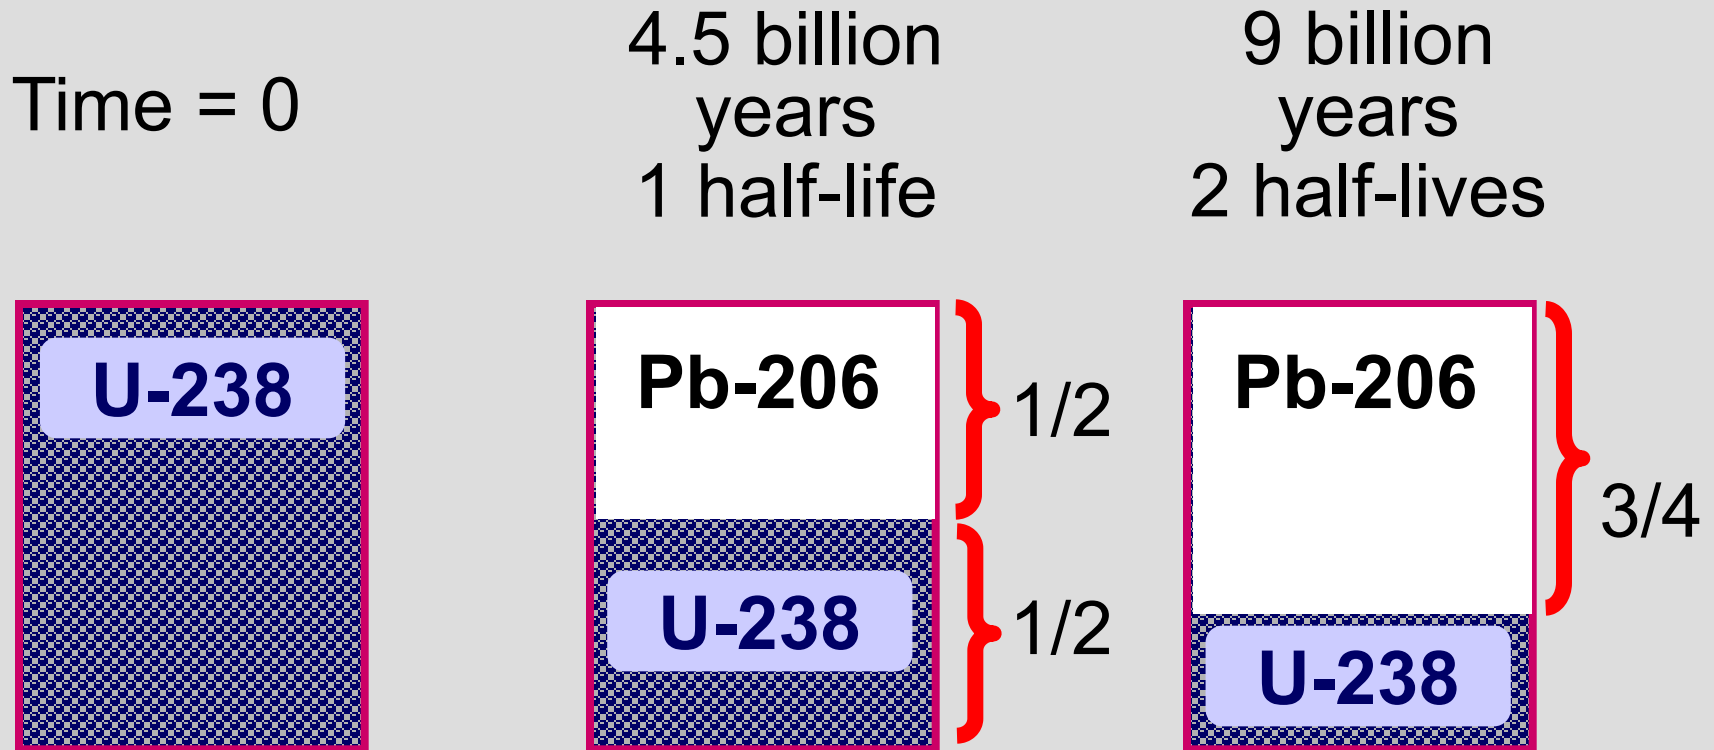 Time = 0
4.5 billion
years
1 half-life
9 billion
years
2 half-lives
U-238
Pb-206
1/2
U-238
1/2
Pb-206
3/4
U-238